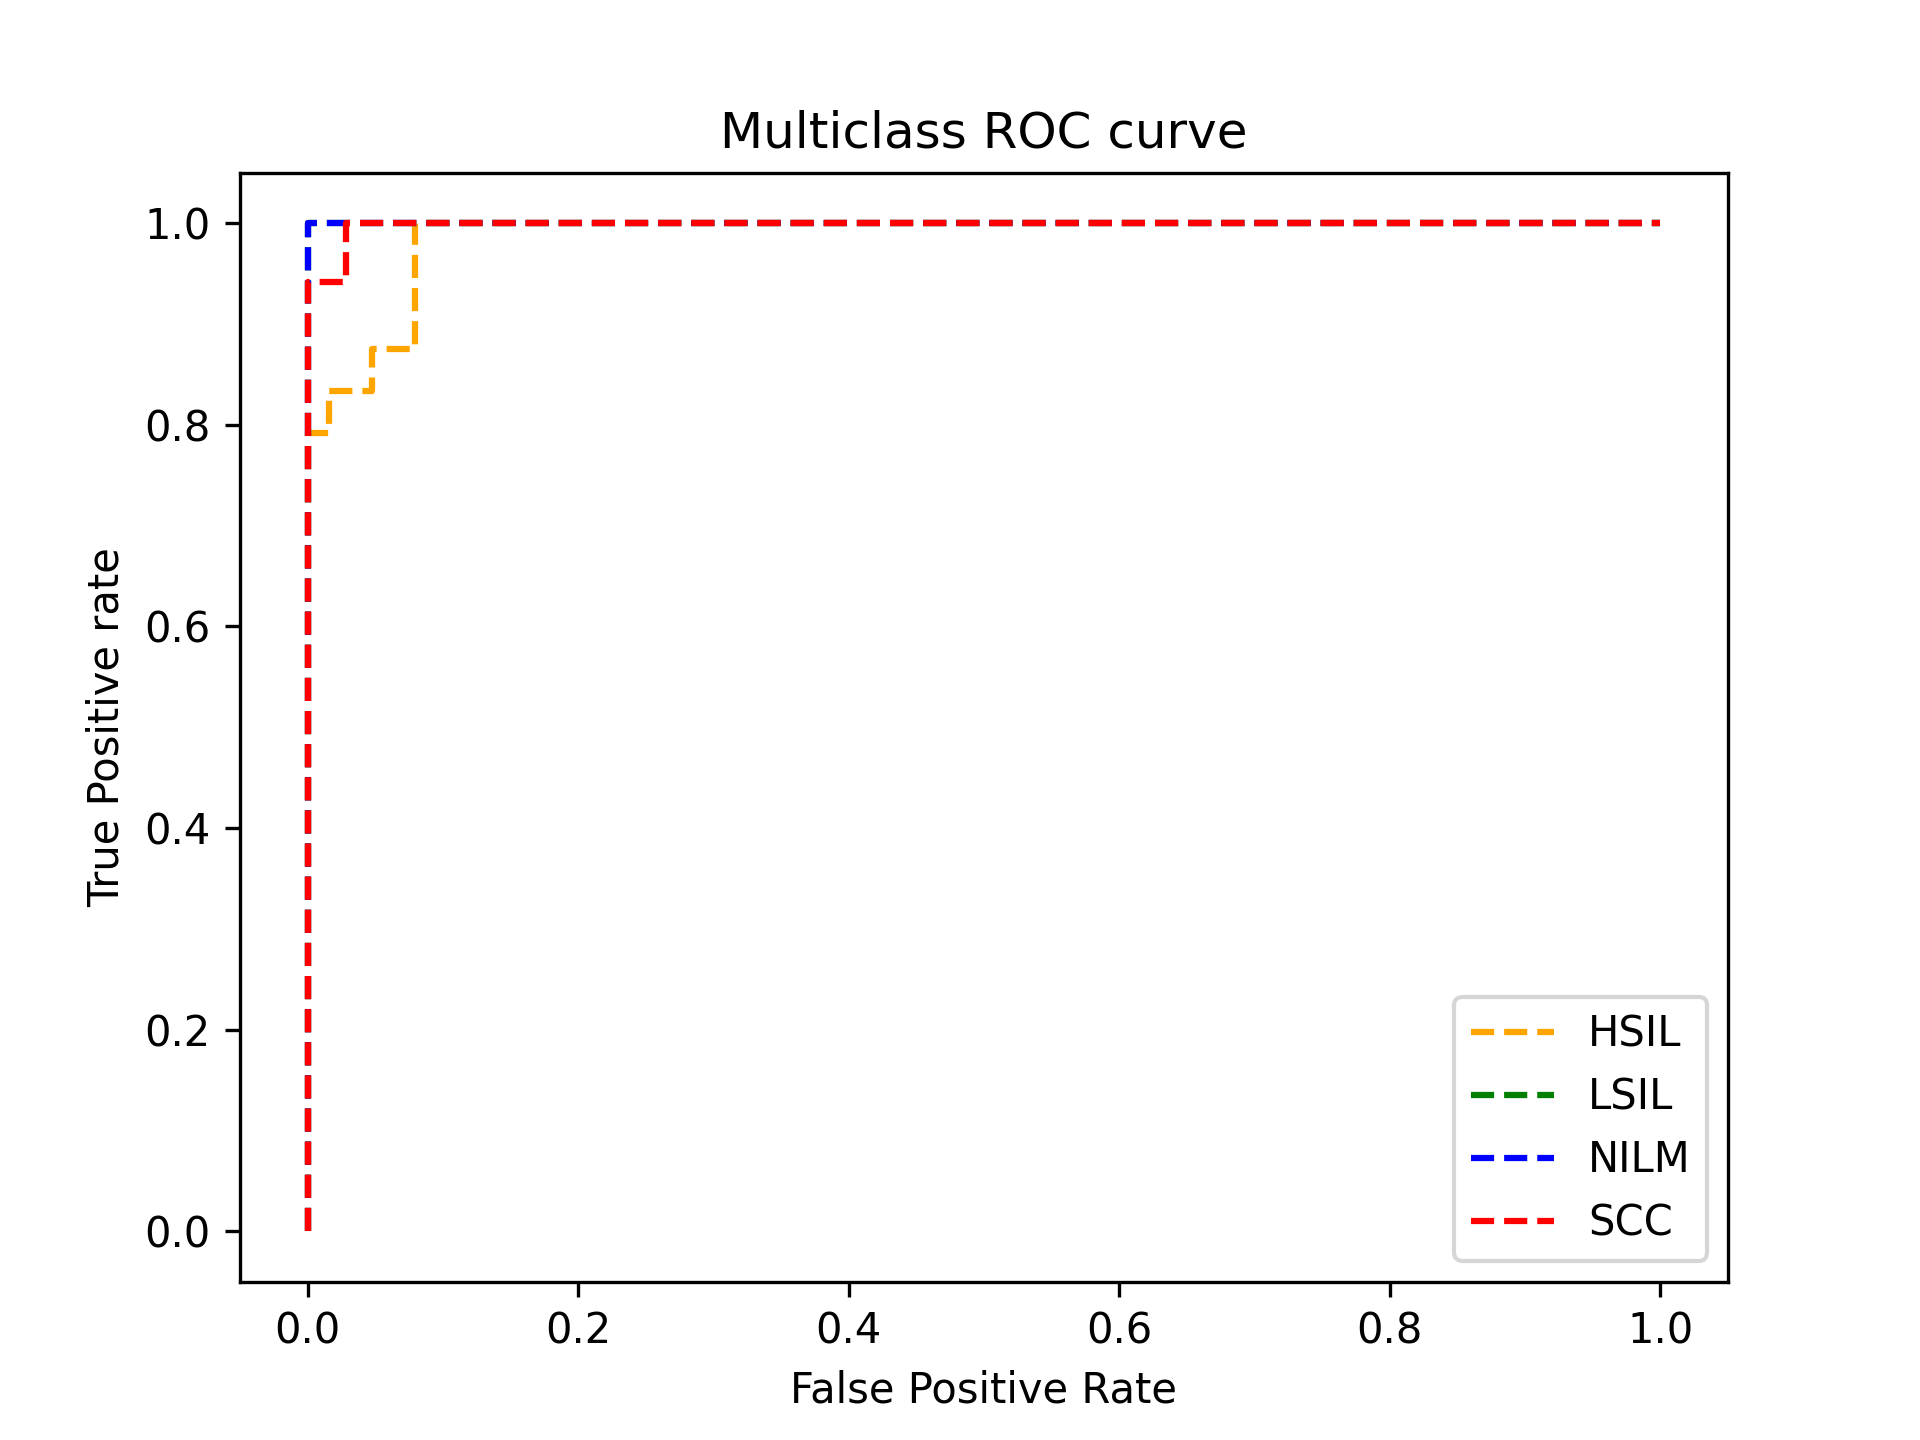 Multiclass ROC curve
True Positive rate
1.0
0.8
0.6
0.4
0.2
0.0
0.0 0.2 0.4 0.6 0.8 1.0
False Positive Rate
HSIL
LSIL
NILM
SCC